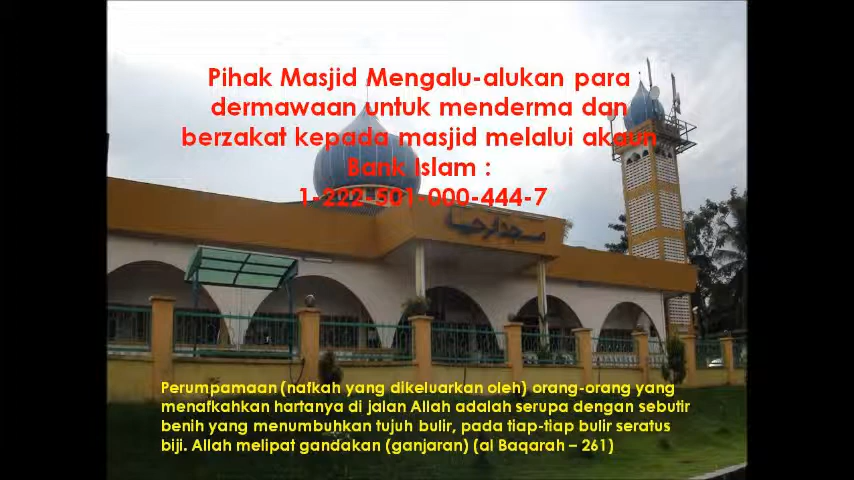 Pihak Masjid Mengalu-alukan para
dermawaan untuk menderma dan
berzakat kepada masjid melalui akaun
Bank Islam :
1-222-501-000-444-7
Perumpamaan (nafkah yang dikeluarkan oleh) orang-orang yang
menafkahkan hartanya di jalan Allah adalah serupa dengan sebutir
benih yang menumbuhkan tujuh bulir, pada tiap-tiap bulir seratus
biji. Allah melipat gandakan (ganjaran) (al Baqarah – 261)